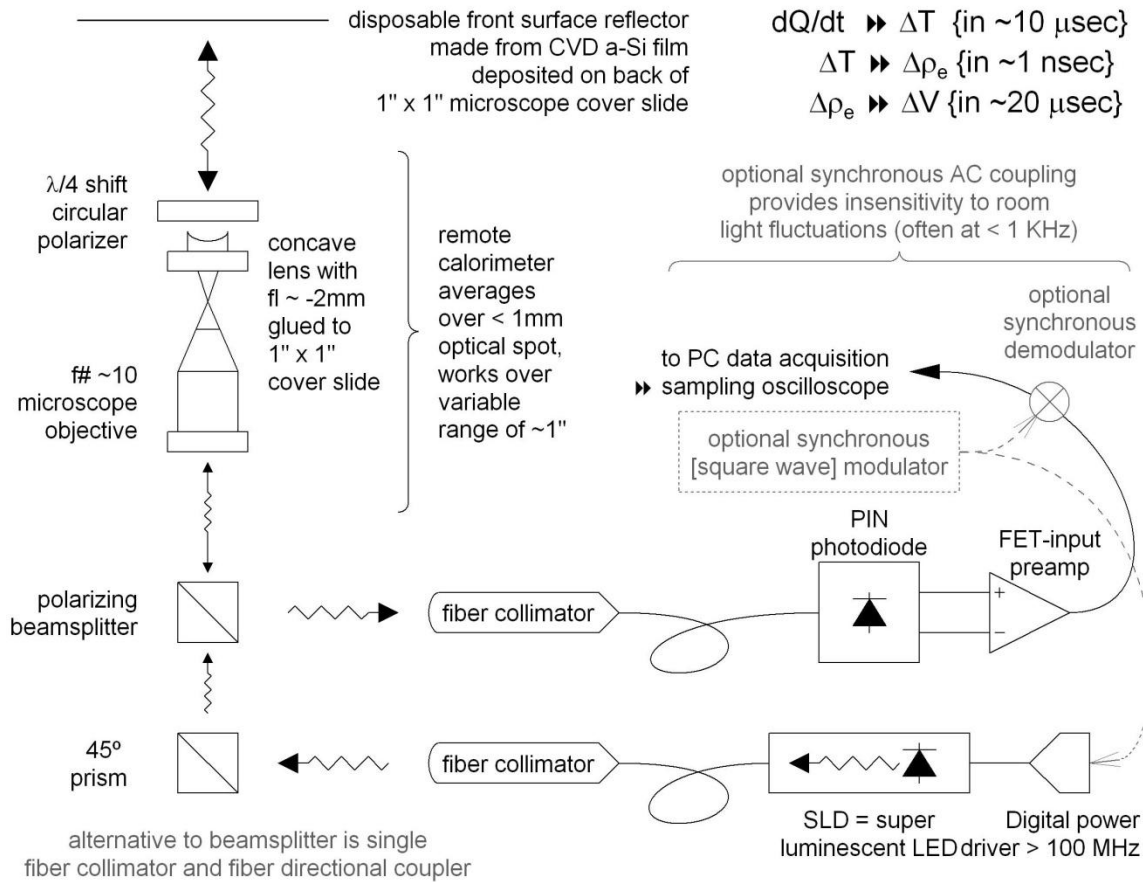 disposable front surface reflector
made from CVD a-Si film
deposited on back of
1" x 1" microscope cover slide
dQ/dt ▸▸ ΔT {in ~10 μsec}
ΔT ▸▸ Δρe {in ~1 nsec}
Δρe ▸▸ ΔV {in ~20 μsec}
λ/4 shift
circular
polarizer
concave
lens with
fl ~ -2mm
glued to
1" x 1"
cover slide
f# ~10
microscope
objective
remote
calorimeter
averages
over < 1mm
optical spot,
works over
variable
range of ~1"
optional synchronous AC coupling
provides insensitivity to room
light fluctuations (often at < 1 KHz)
optional
synchronous
demodulator
to PC data acquisition
▸▸ sampling oscilloscope
optional synchronous
[square wave] modulator
PIN
photodiode
FET-input
preamp
+
−
polarizing
beamsplitter
fiber collimator
45º
prism
fiber collimator
SLD = super
luminescent LED
Digital power
driver > 100 MHz
alternative to beamsplitter is single
fiber collimator and fiber directional coupler